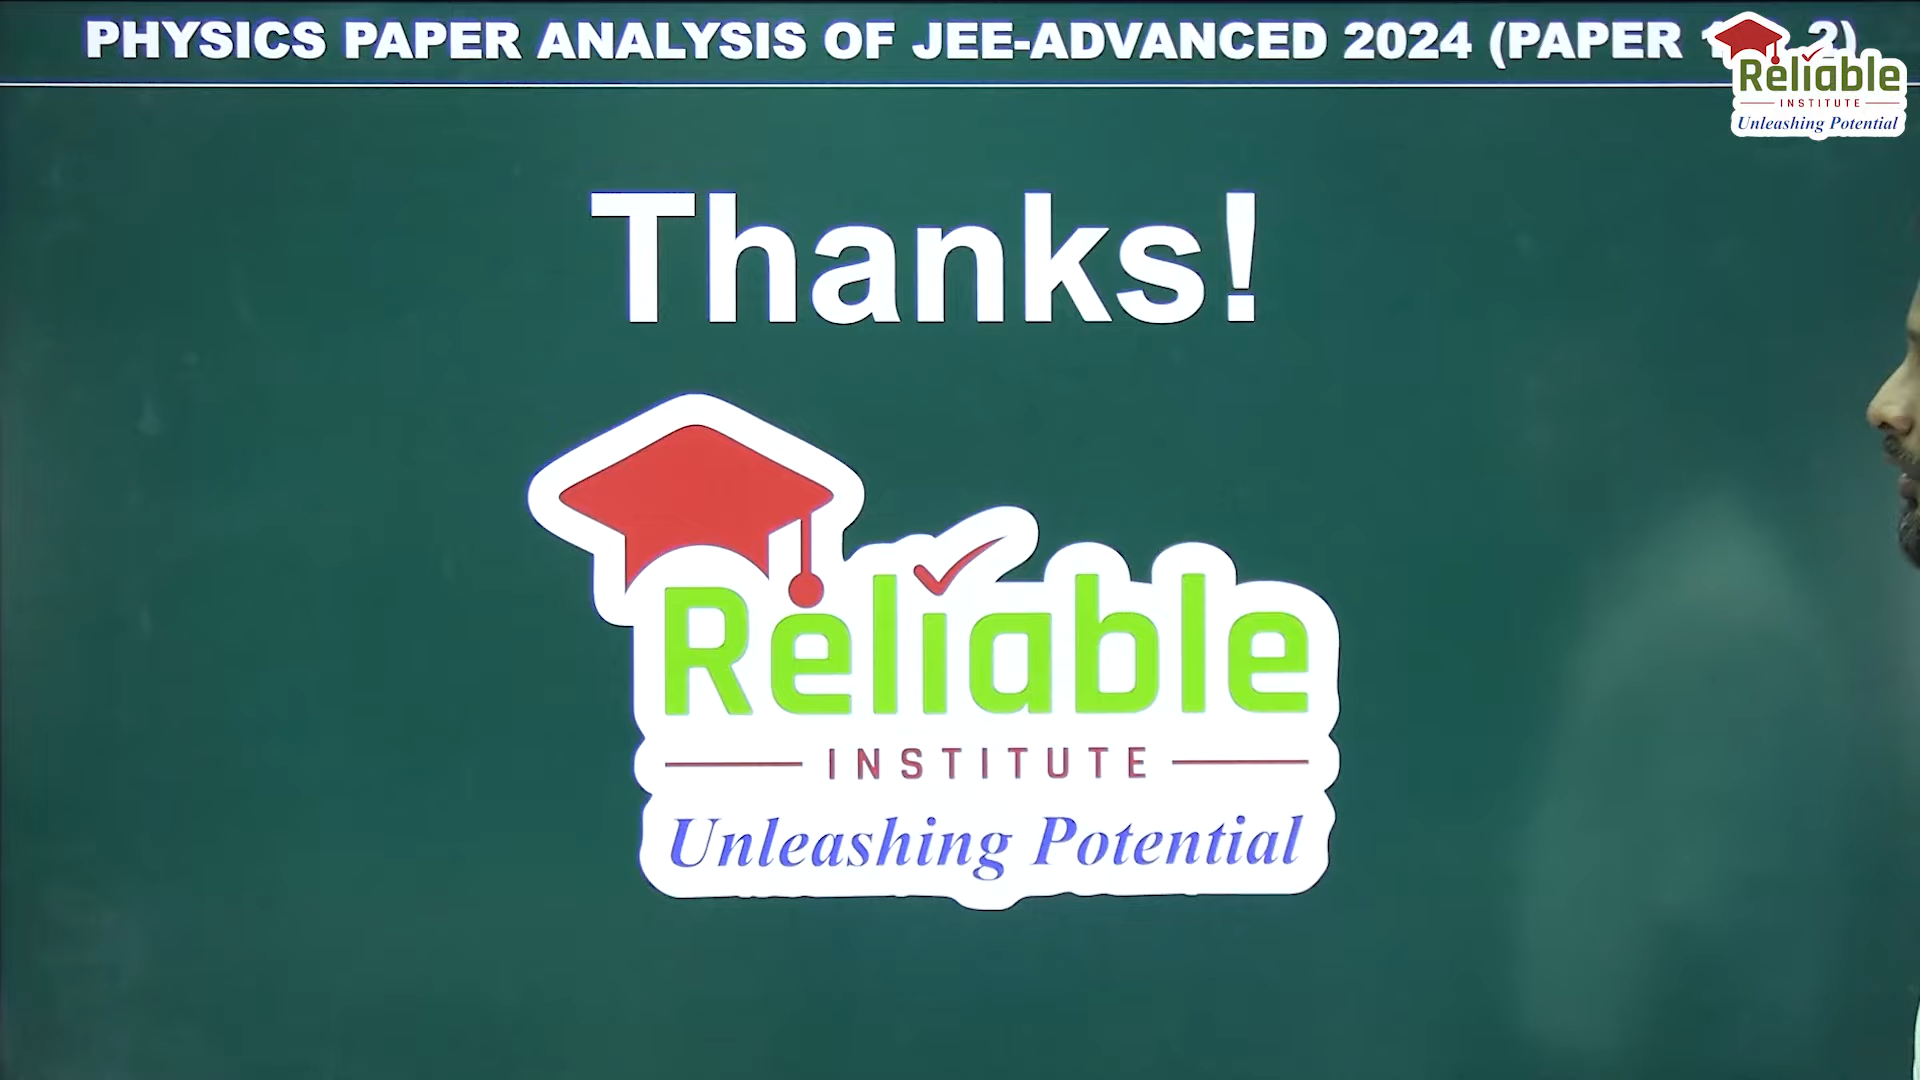 PHYSICS PAPER ANALYSIS OF JEE-ADVANCED 2024 (PAPER 2)
Reliable
INSTITUTE
Unleashing Potential
Thanks!
Reliable
INSTITUTE
Unleashing Potential